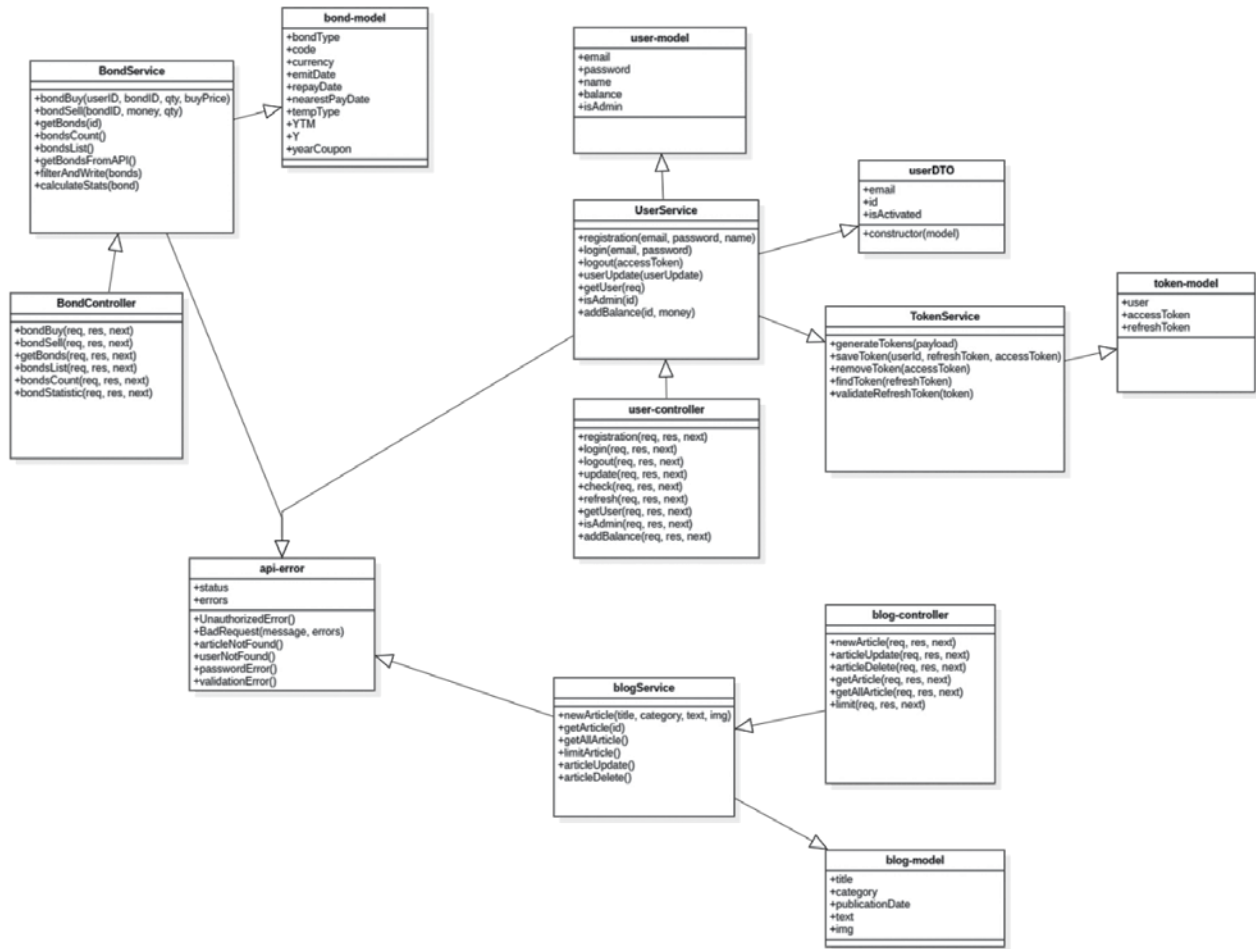 bond-model
+bondType
+code
+currency
+emitDate
+repayDate
+nearestPayDate
+tempType
+YTM
+Y
+yearCoupon
BondService
+bondBuy(userID, bondID, qty, buyPrice)
+bondSell(bondID, money, qty)
+getBonds(id)
+bondsCount()
+bondsList()
+getBondsFromAPI()
+filterAndWrite(bonds)
+calculateStats(bond)
BondController
+bondBuy(req, res, next)
+bondSell(req, res, next)
+getBonds(req, res, next)
+bondsList(req, res, next)
+bondsCount(req, res, next)
+bondStatistic(req, res, next)
user-model
+email
+password
+name
+balance
+isAdmin
UserService
+registration(email, password, name)
+login(email, password)
+logout(accessToken)
+userUpdate(userUpdate)
+getUser(req)
+isAdmin(id)
+addBalance(id, money)
userDTO
+email
+id
+isActivated
+constructor(model)
TokenService
+generateTokens(payload)
+saveToken(userId, refreshToken, accessToken)
+removeToken(accessToken)
+findToken(refreshToken)
+validateRefreshToken(token)
token-model
+user
+accessToken
+refreshToken
user-controller
+registration(req, res, next)
+login(req, res, next)
+logout(req, res, next)
+update(req, res, next)
+check(req, res, next)
+refresh(req, res, next)
+getUser(req, res, next)
+isAdmin(req, res, next)
+addBalance(req, res, next)
api-error
+status
+errors
+UnauthorizedError()
+BadRequest(message, errors)
+articleNotFound()
+userNotFound()
+passwordError()
+validationError()
blog-controller
+newArticle(req, res, next)
+articleUpdate(req, res, next)
+articleDelete(req, res, next)
+getArticle(req, res, next)
+getAllArticle(req, res, next)
+limit(req, res, next)
blogService
+newArticle(title, category, text, img)
+getArticle(id)
+getAllArticle()
+limitArticle()
+articleUpdate()
+articleDelete()
blog-model
+title
+category
+publicationDate
+text
+img